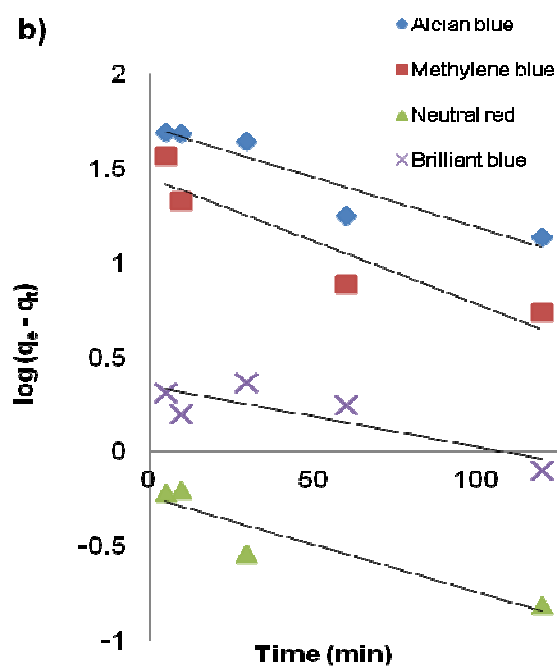 b)
Alcian blue
Methylene blue
Neutral red
Brilliant blue
log (qe - qt)
2
1.5
1
0.5
0
-0.5
-1
0
50
100
Time (min)